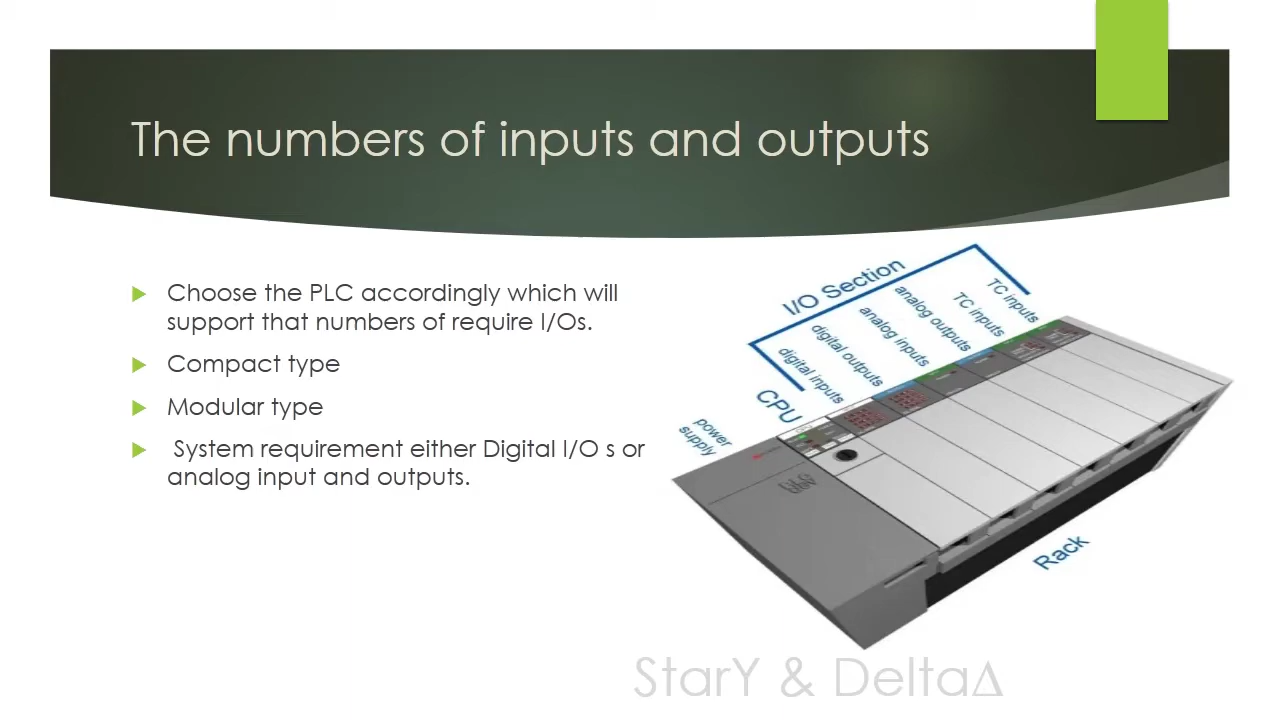 The numbers of inputs and outputs
Choose the PLC accordingly which will
support that numbers of require I/Os.
Compact type
Modular type
System requirement either Digital I/O s or
analog input and outputs.
I/O Section
TC inputs
TC inputs
analog outputs
analog inputs
digital outputs
digital inputs
CPU
power
supply
Rack
StarY & Delta∆